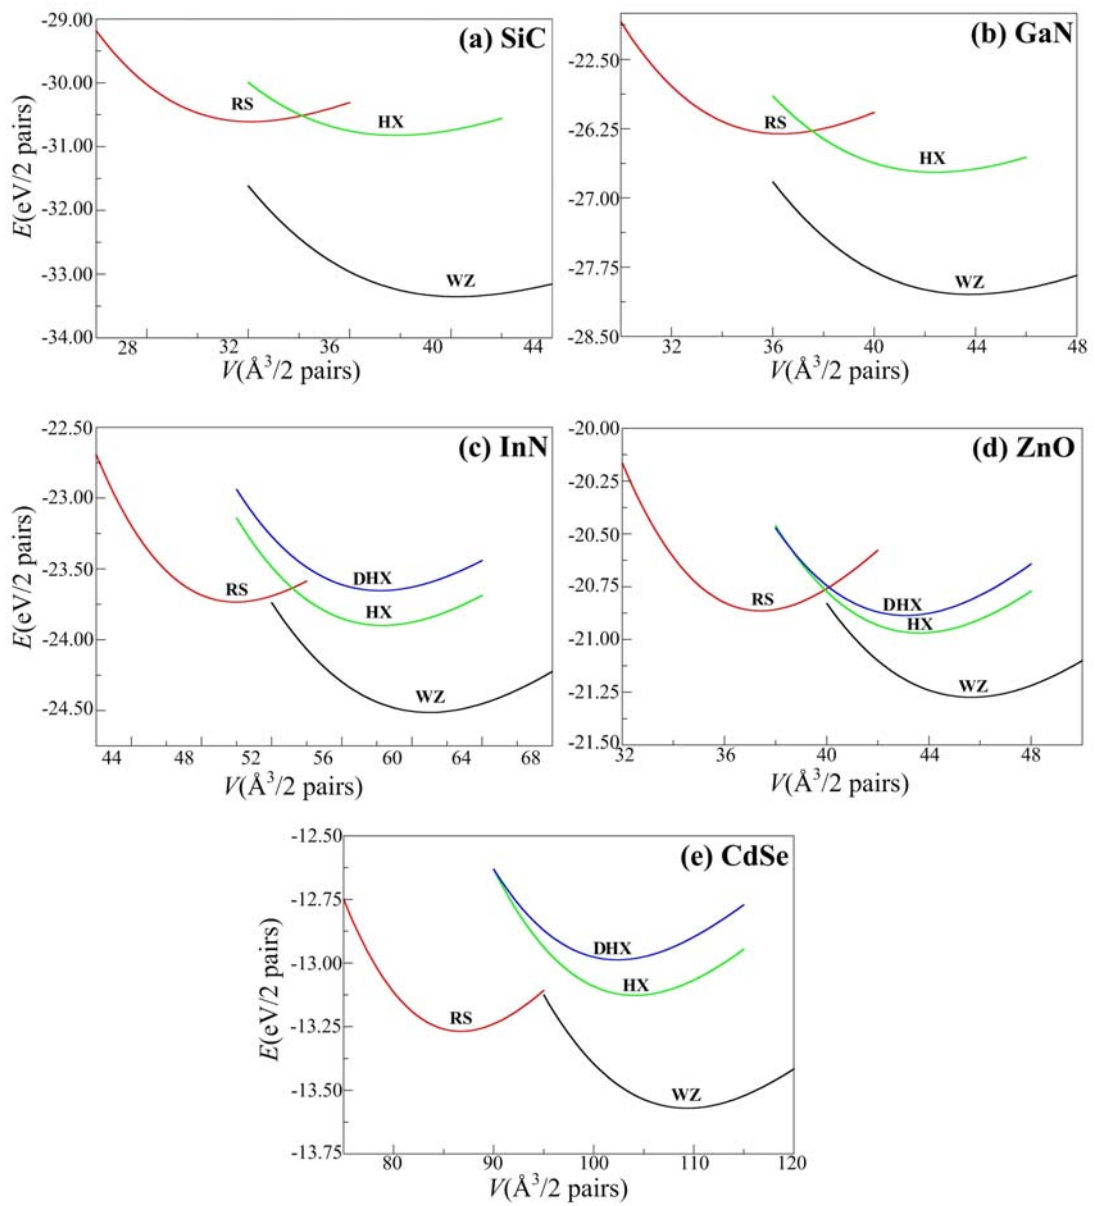 (a) SiC
-29.00
-30.00
-31.00
-32.00
-33.00
-34.00
E(eV/2 pairs)
RS
HX
WZ
28 32 36 40 44
V(Å³/2 pairs)
(b) GaN
-22.50
-26.25
-27.00
-27.75
-28.50
RS
HX
WZ
32 36 40 44 48
V(Å³/2 pairs)
(c) InN
-22.50
-23.00
-23.50
-24.00
-24.50
E(eV/2 pairs)
RS
DHX
HX
WZ
44 48 52 56 60 64 68
V(Å³/2 pairs)
(d) ZnO
-20.00
-20.25
-20.50
-20.75
-21.00
-21.25
-21.50
RS
DHX
HX
WZ
32 36 40 44 48
V(Å³/2 pairs)
(e) CdSe
-12.50
-12.75
-13.00
-13.25
-13.50
-13.75
E(eV/2 pairs)
DHX
HX
RS
WZ
80 90 100 110 120
V(Å³/2 pairs)